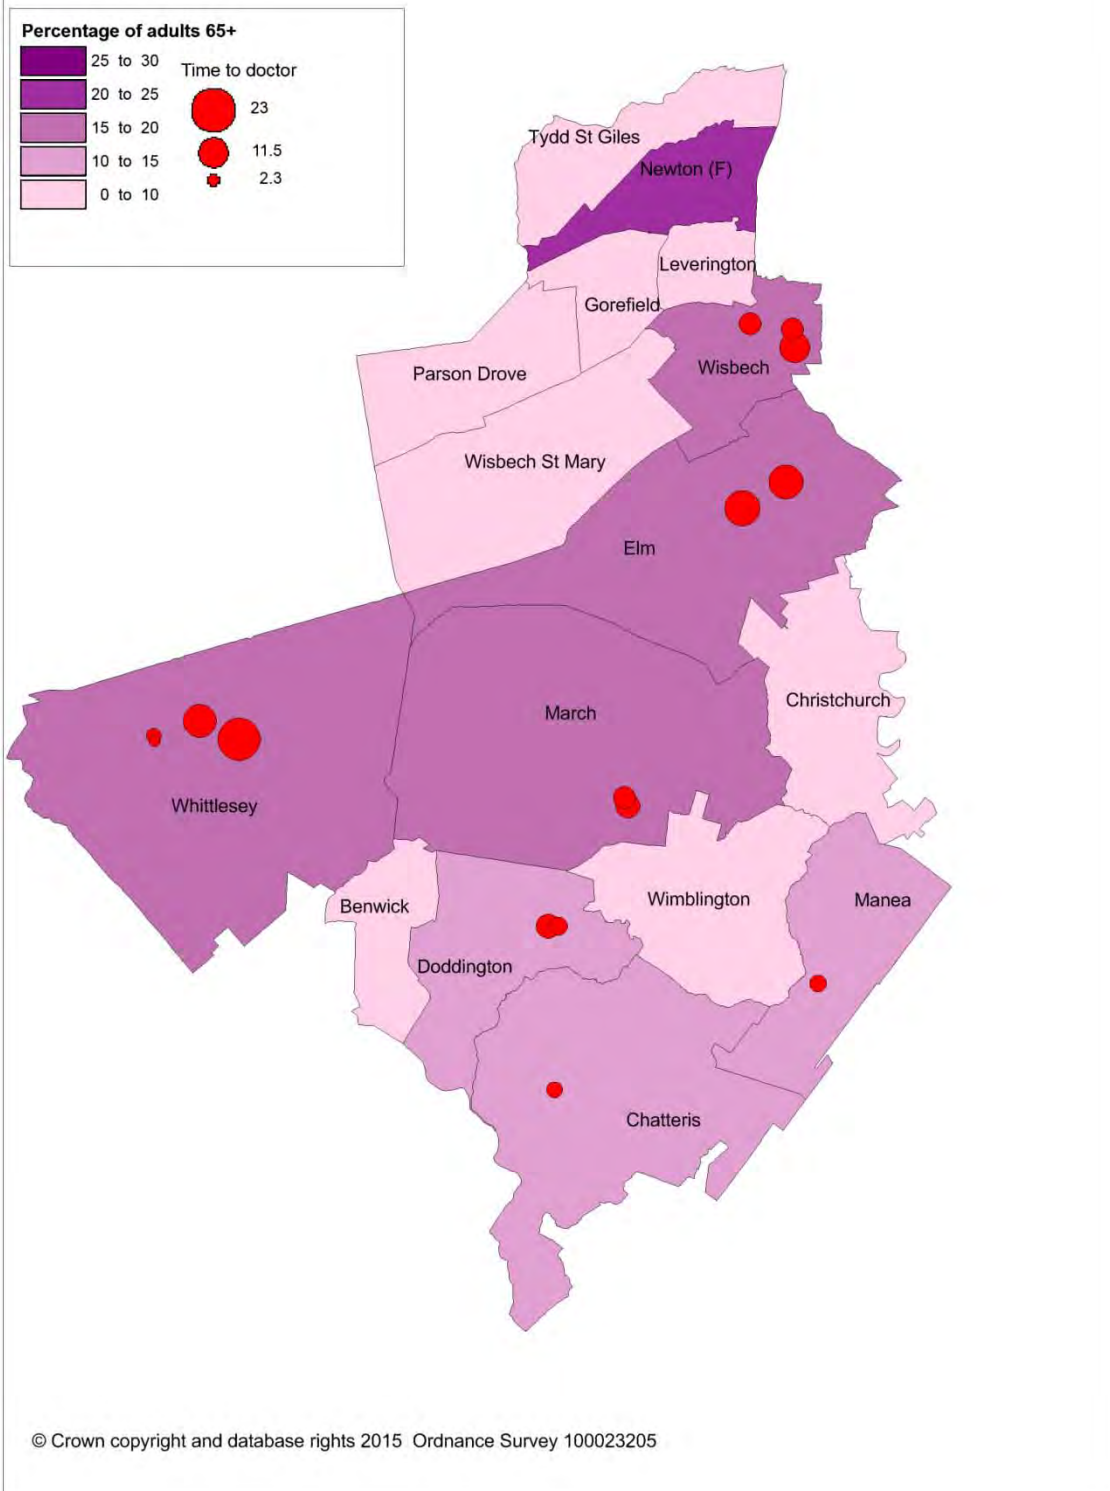 Percentage of adults 65+
25 to 30
20 to 25
15 to 20
10 to 15
0 to 10
Time to doctor
23
11.5
2.3
Tydd St Giles
Newton (F)
Leverington
Gorefield
Wisbech
Parson Drove
Wisbech St Mary
Elm
Christchurch
March
Whittlesey
Benwick
Wimblington
Manea
Doddington
Chatteris
© Crown copyright and database rights 2015 Ordnance Survey 100023205